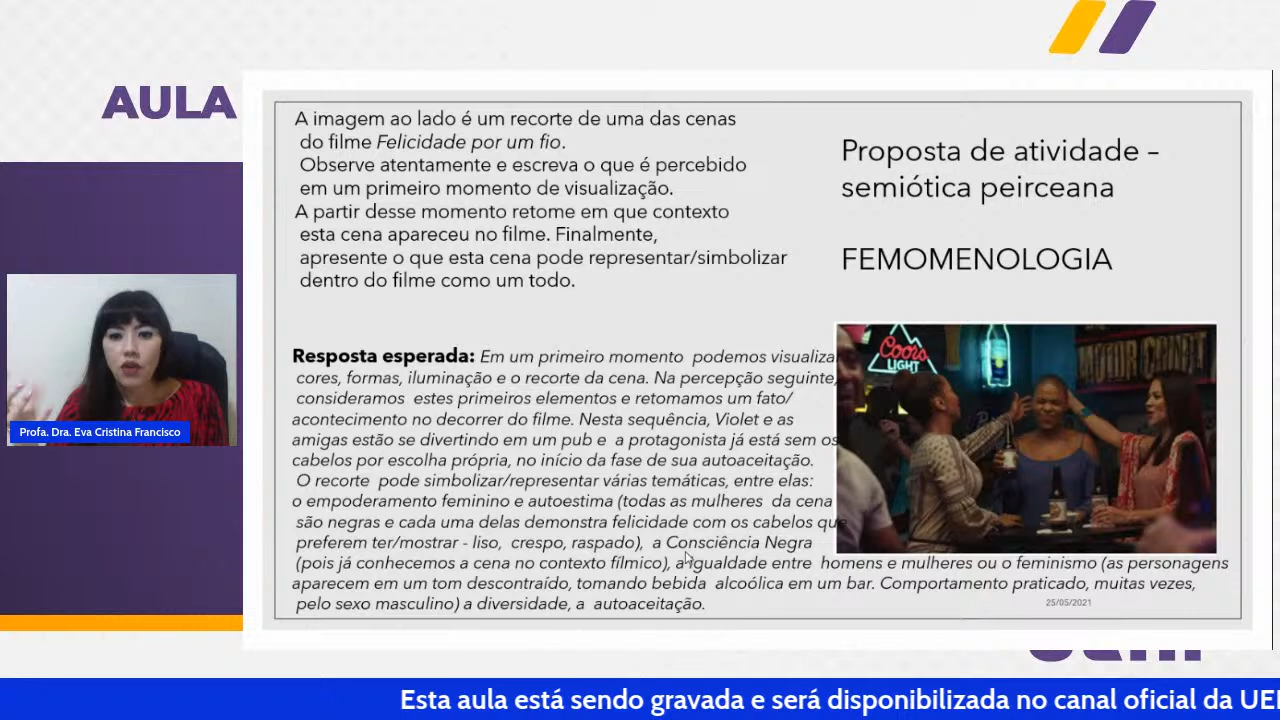 AULA
A imagem ao lado é um recorte de uma das cenas
do filme Felicidade por um fio.
Observe atentamente e escreva o que é percebido
em um primeiro momento de visualização.
A partir desse momento retome em que contexto
esta cena apareceu no filme. Finalmente,
apresente o que esta cena pode representar/simbolizar
dentro do filme como um todo.
Proposta de atividade –
semiótica peirceana
FEMOMENOLOGIA
Resposta esperada: Em um primeiro momento podemos visualizar
cores, formas, iluminação e o recorte da cena. Na percepção seguinte,
consideramos estes primeiros elementos e retomamos um fato/
acontecimento no decorrer do filme. Nesta sequência, Violet e as
amigas estão se divertindo em um pub e a protagonista já está sem os
cabelos por escolha própria, no início da fase de sua autoaceitação.
O recorte pode simbolizar/representar várias temáticas, entre elas:
o empoderamento feminino e autoestima (todas as mulheres da cena
são negras e cada uma delas demonstra felicidade com os cabelos que
preferem ter/mostrar - liso, crespo, raspado), a Consciência Negra
(pois já conhecemos a cena no contexto fílmico), a igualdade entre homens e mulheres ou o feminismo (as personagens
aparecem em um tom descontraído, tomando bebida alcoólica em um bar. Comportamento praticado, muitas vezes,
pelo sexo masculino) a diversidade, a autoaceitação.
25/05/2021
Coors
LIGHT
Profa. Dra. Eva Cristina Francisco
Esta aula está sendo gravada e será disponibilizada no canal oficial da UE